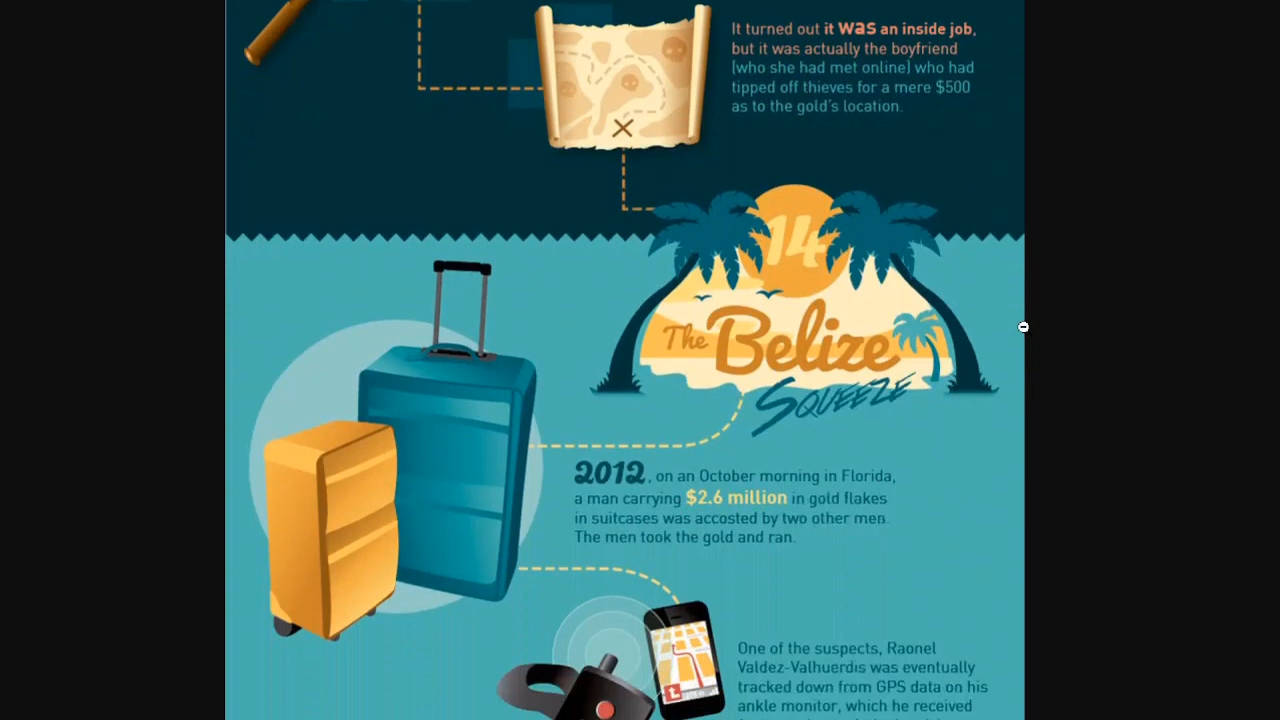 It turned out it was an inside job,
but it was actually the boyfriend
(who she had met online) who had
tipped off thieves for a mere $500
as to the gold's location.
14
The Belize
SQUEEZE
2012, on an October morning in Florida,
a man carrying $2.6 million in gold flakes
in suitcases was accosted by two other men.
The men took the gold and ran.
One of the suspects, Raonel
Valdez-Valhuerdis was eventually
tracked down from GPS data on his
ankle monitor, which he received